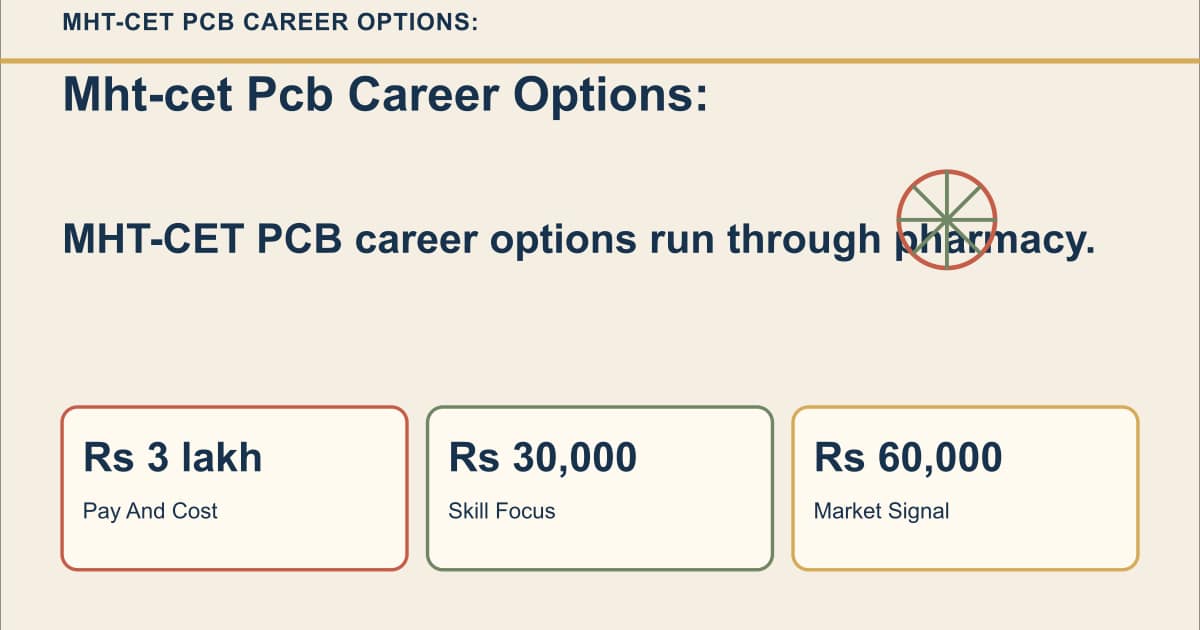 MHT-CET PCB CAREER OPTIONS:
Mht-cet Pcb Career Options:
MHT-CET PCB career options run through pharmacy.
Rs 3 lakh
Pay And Cost
Rs 30,000
Skill Focus
Rs 60,000
Market Signal